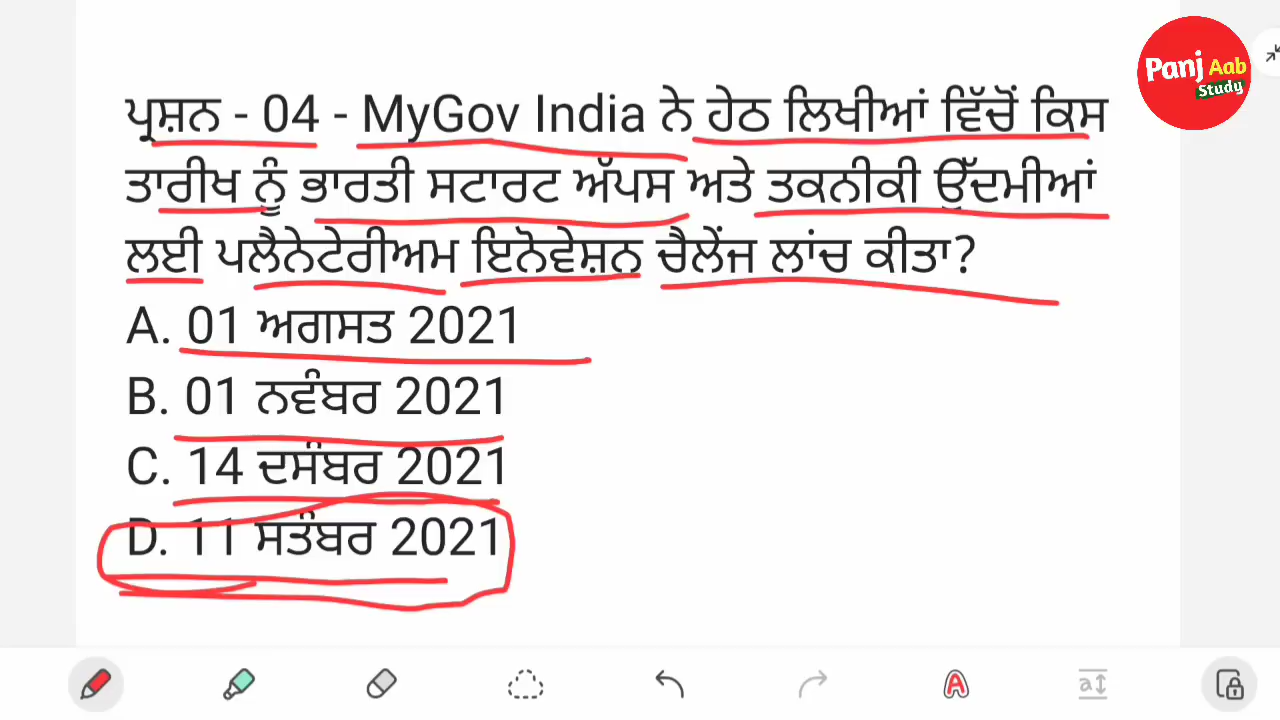 Panj Aab
Study
ਪ੍ਰਸ਼ਨ - 04 - MyGov India ਨੇ ਹੇਠ ਲਿਖੀਆਂ ਵਿੱਚੋਂ ਕਿਸ
ਤਾਰੀਖ ਨੂੰ ਭਾਰਤੀ ਸਟਾਰਟ ਅੱਪਸ ਅਤੇ ਤਕਨੀਕੀ ਉੱਦਮੀਆਂ
ਲਈ ਪਲੈਨੇਟੇਰੀਅਮ ਇਨੋਵੇਸ਼ਨ ਚੈਲੇਂਜ ਲਾਂਚ ਕੀਤਾ?
A. 01 ਅਗਸਤ 2021
B. 01 ਨਵੰਬਰ 2021
C. 14 ਦਸੰਬਰ 2021
D. 11 ਸਤੰਬਰ 2021
A a